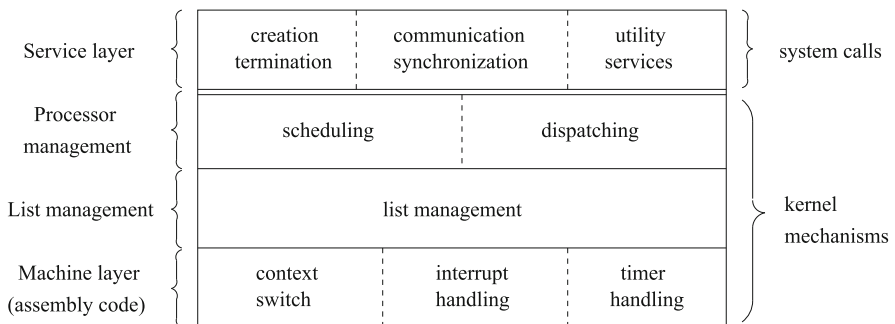 Service layer
creation
termination
communication
synchronization
utility
services
system calls
Processor
management
scheduling
dispatching
List management
list management
kernel
mechanisms
Machine layer
(assembly code)
context
switch
interrupt
handling
timer
handling